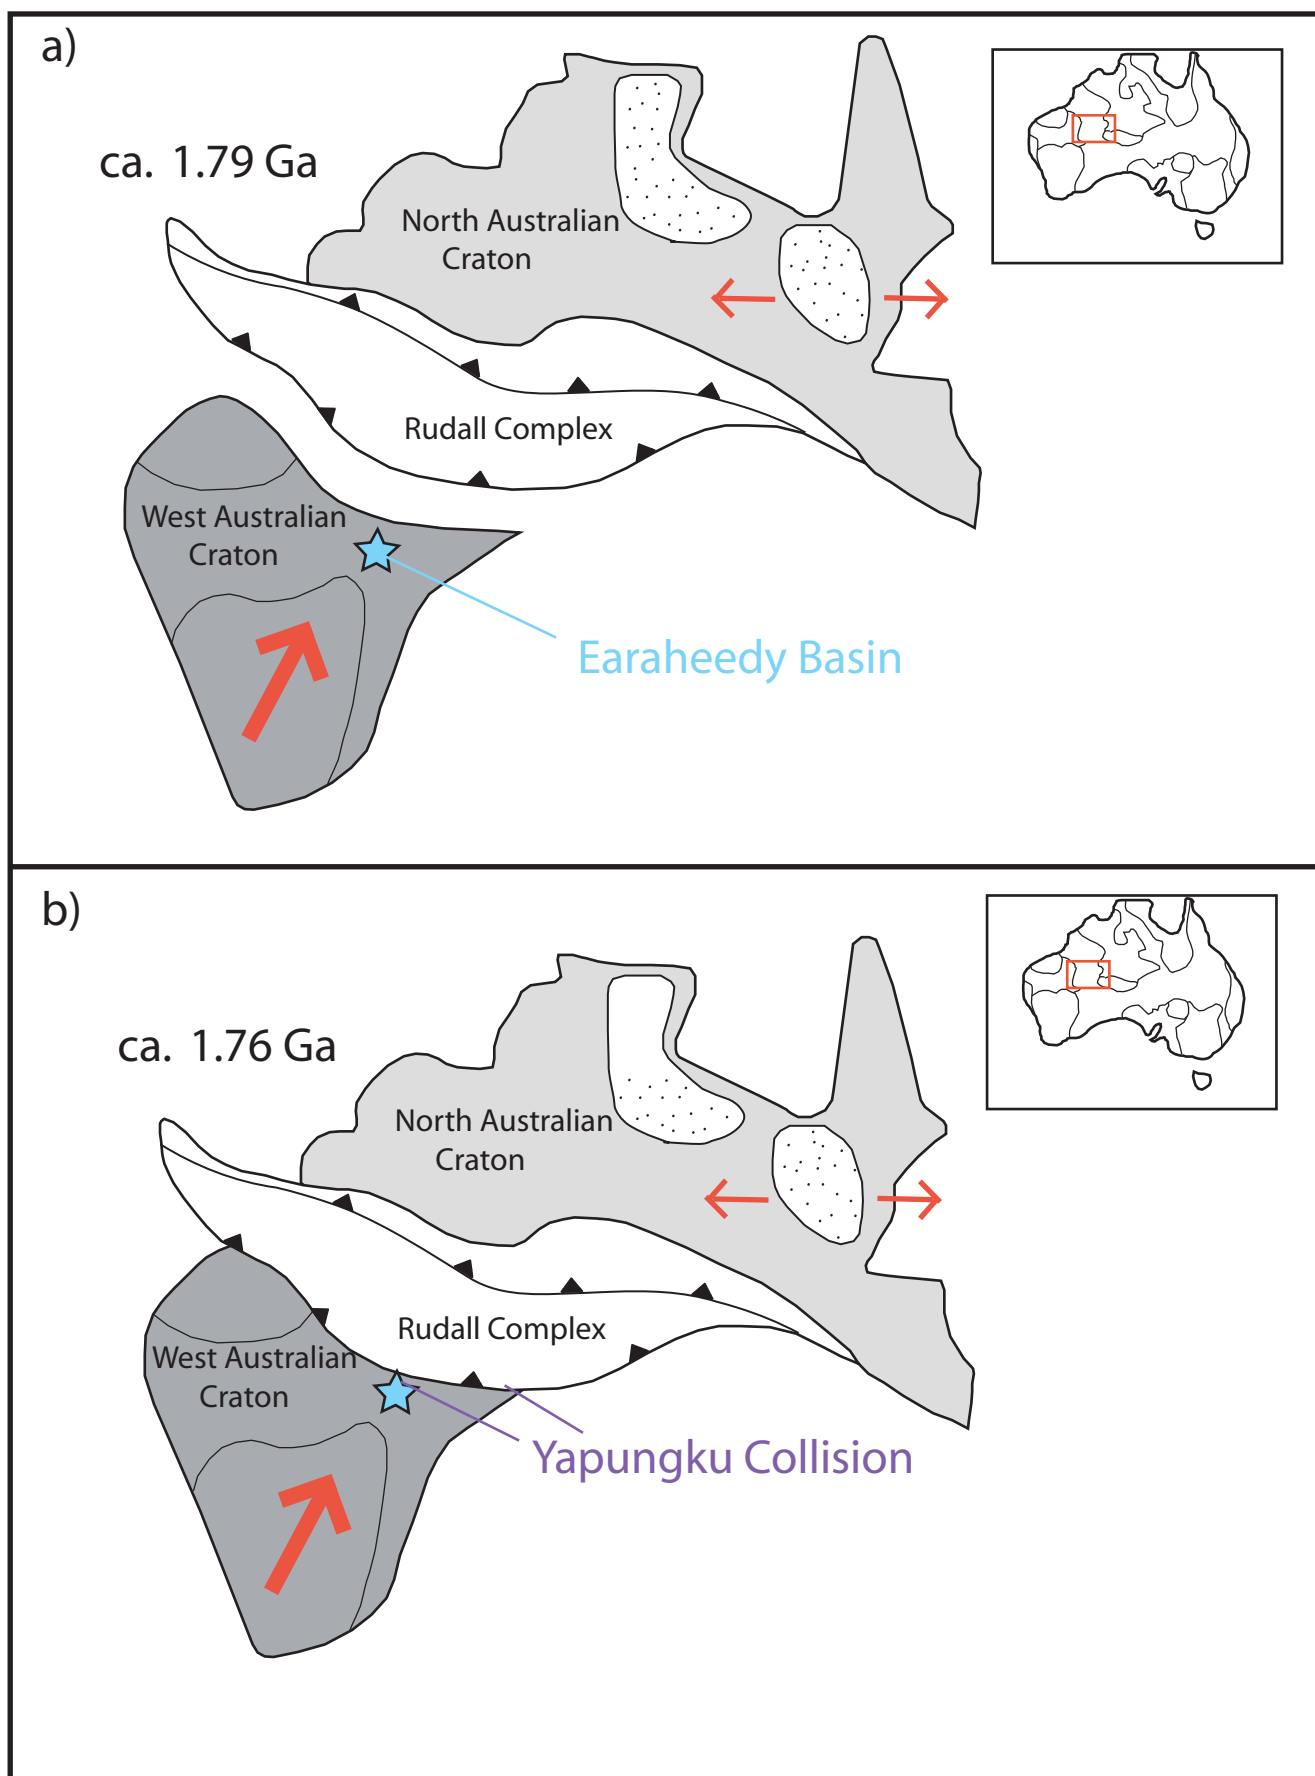 a)
ca. 1.79 Ga
North Australian
Craton
Rudall Complex
West Australian
Craton
Earaheedy Basin
b)
ca. 1.76 Ga
North Australian
Craton
Rudall Complex
West Australian
Craton
Yapungku Collision